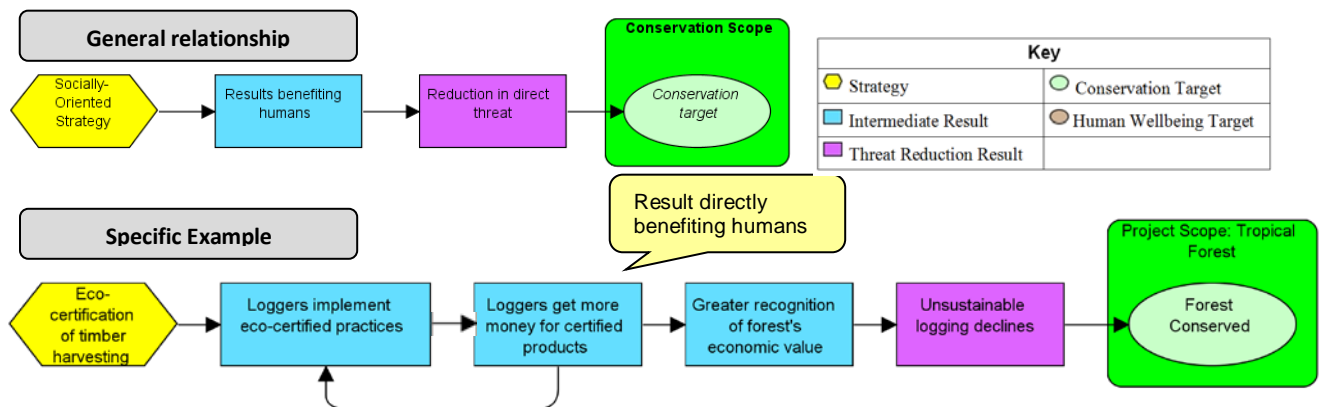 General relationship
Socially-
Oriented
Strategy
Results benefiting
humans
Reduction in direct
threat
Conservation Scope
Conservation
target
Key
Strategy
Conservation Target
Intermediate Result
Human Wellbeing Target
Threat Reduction Result
Result directly
benefiting humans
Specific Example
Eco-
certification
of timber
harvesting
Loggers implement
eco-certified practices
Loggers get more
money for certified
products
Greater recognition
of forest's
economic value
Unsustainable
logging declines
Project Scope: Tropical
Forest
Forest
Conserved